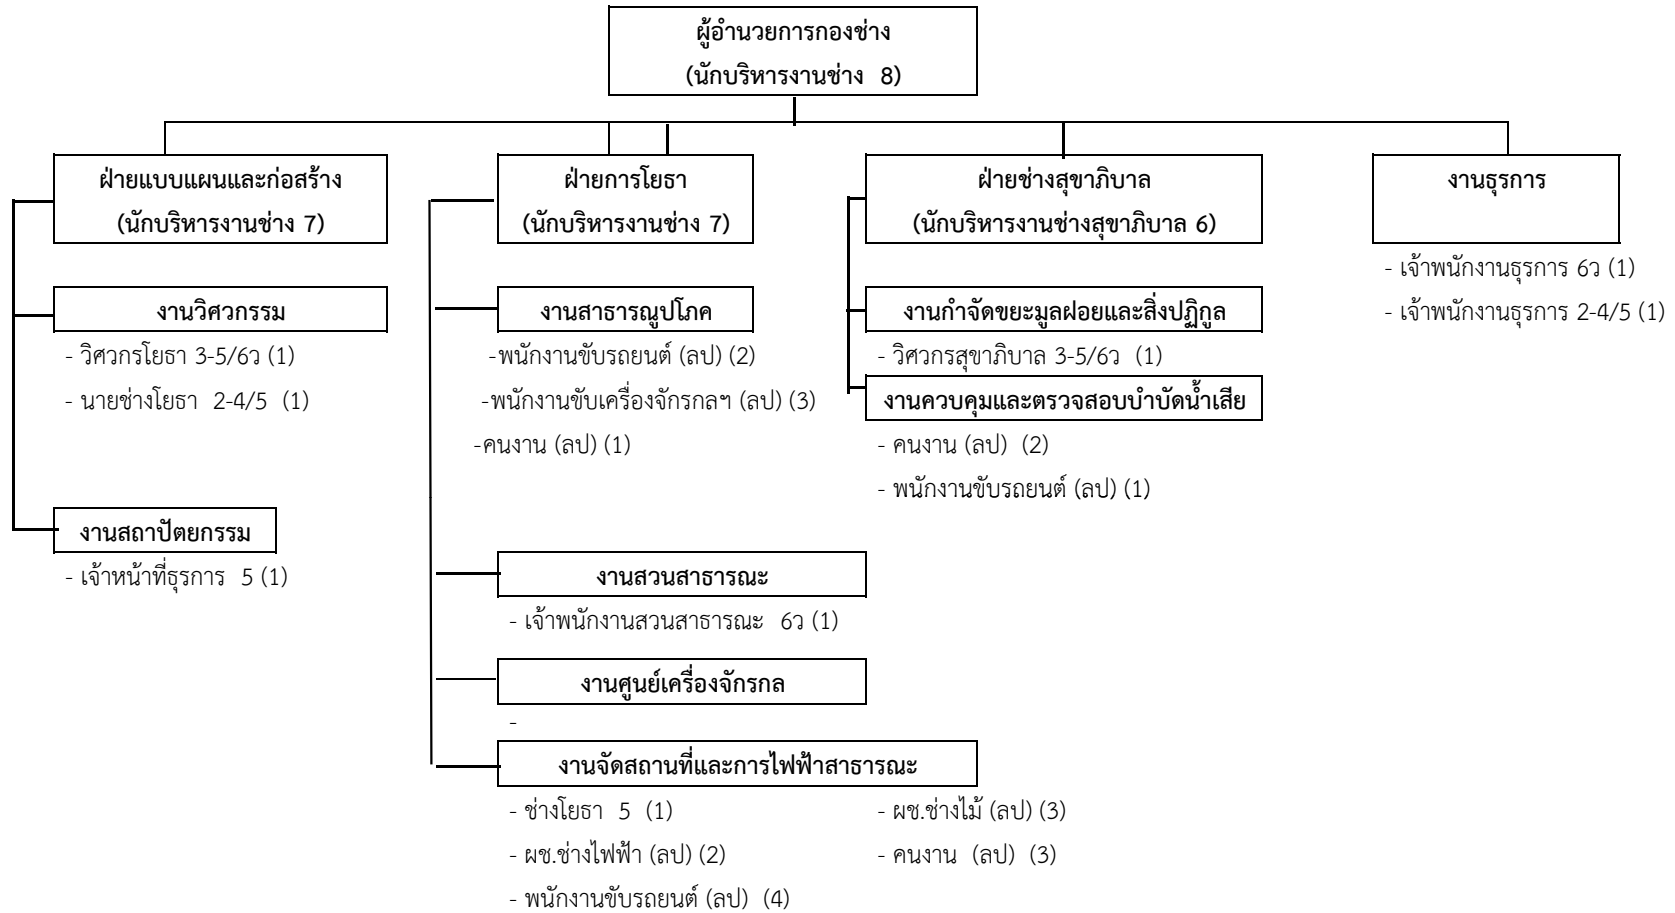 ผู้อำนวยการกองช่าง
(นักบริหารงานช่าง 8)
ฝ่ายแบบแผนและก่อสร้าง
(นักบริหารงานช่าง 7)
งานวิศวกรรม
- วิศวกรโยธา 3-5/6ว (1)
- นายช่างโยธา 2-4/5 (1)
งานสถาปัตยกรรม
- เจ้าหน้าที่ธุรการ 5 (1)
ฝ่ายการโยธา
(นักบริหารงานช่าง 7)
งานสาธารณูปโภค
-พนักงานขับรถยนต์ (ลป) (2)
-พนักงานขับเครื่องจักรกลฯ (ลป) (3)
-คนงาน (ลป) (1)
งานสวนสาธารณะ
- เจ้าพนักงานสวนสาธารณะ 6ว (1)
งานศูนย์เครื่องจักรกล
-
งานจัดสถานที่และการไฟฟ้าสาธารณะ
- ช่างโยธา 5 (1)
- ผช.ช่างไฟฟ้า (ลป) (2)
- พนักงานขับรถยนต์ (ลป) (4)
- ผช.ช่างไม้ (ลป) (3)
- คนงาน (ลป) (3)
ฝ่ายช่างสุขาภิบาล
(นักบริหารงานช่างสุขาภิบาล 6)
งานกำจัดขยะมูลฝอยและสิ่งปฏิกูล
- วิศวกรสุขาภิบาล 3-5/6ว (1)
งานควบคุมและตรวจสอบบำบัดน้ำเสีย
- คนงาน (ลป) (2)
- พนักงานขับรถยนต์ (ลป) (1)
งานธุรการ
- เจ้าพนักงานธุรการ 6ว (1)
- เจ้าพนักงานธุรการ 2-4/5 (1)